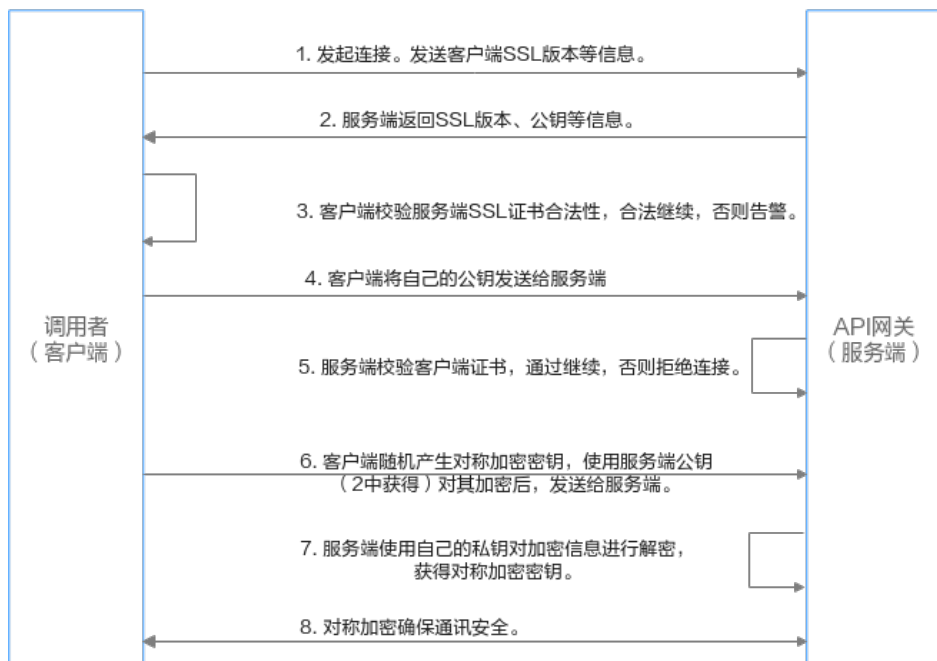 1. 发起连接。发送客户端SSL版本等信息。
2. 服务端返回SSL版本、公钥等信息。
3. 客户端校验服务端SSL证书合法性，合法继续，否则告警。
4. 客户端将自己的公钥发送给服务端
调用者
（客户端）
API网关
（服务端）
5. 服务端校验客户端证书，通过继续，否则拒绝连接。
6. 客户端随机产生对称加密密钥，使用服务端公钥
（2中获得）对其加密后，发送给服务端。
7. 服务端使用自己的私钥对加密信息进行解密，
获得对称加密密钥。
8. 对称加密确保通讯安全。